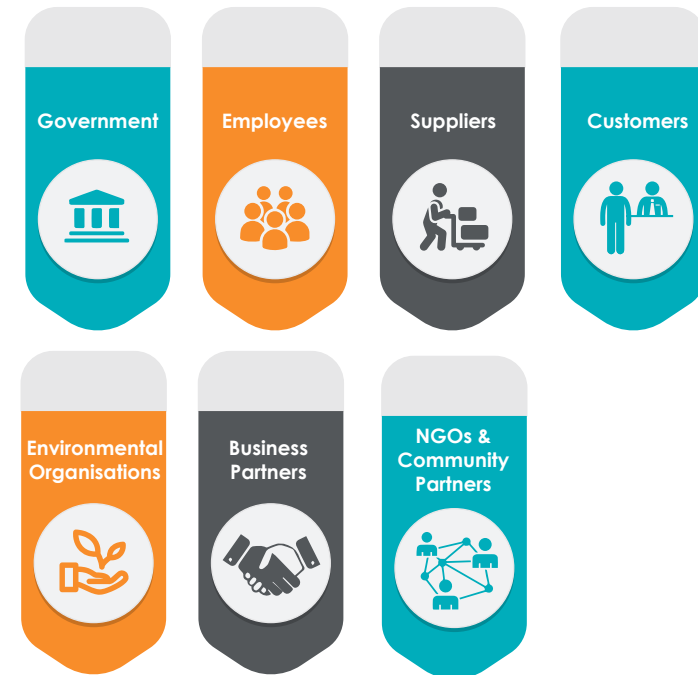 Government
Employees
Suppliers
Customers
Environmental
Organisations
Business
Partners
NGOs &
Community
Partners